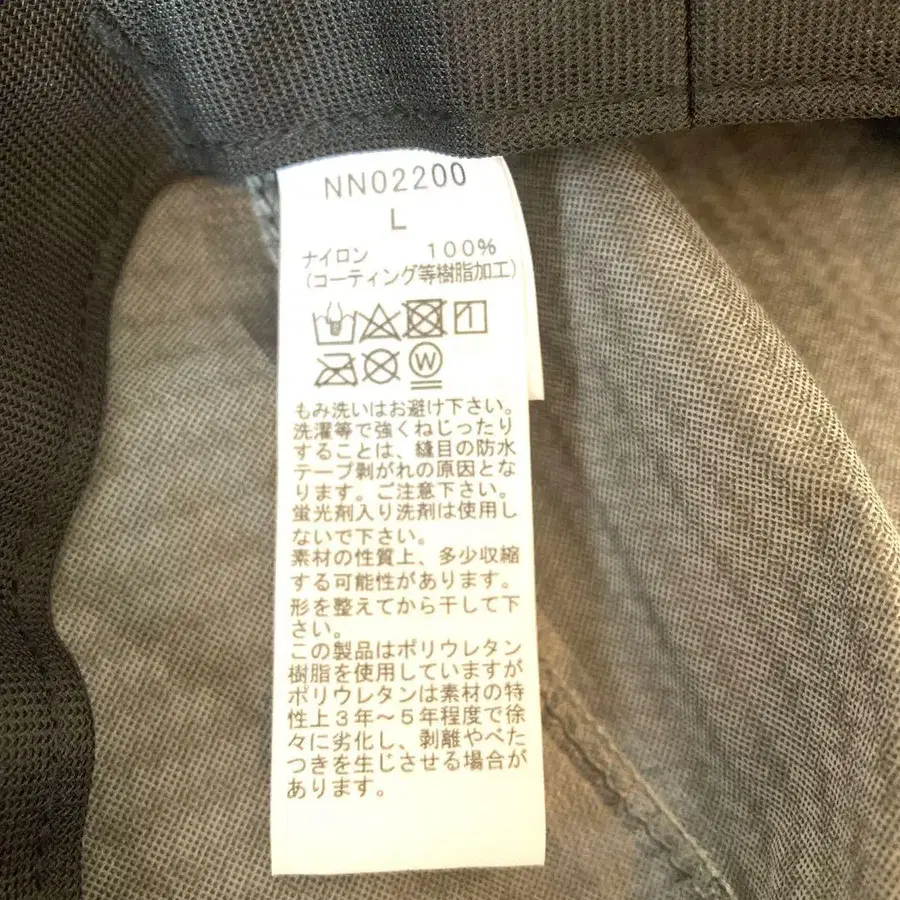 NN02200
L
ナイロン 100%
(コーティング等樹脂加工)
W
もみ洗いはお避け下さい。
洗濯等で強くねじったり
することは、縫目の防水
テープ剥がれの原因とな
ります。ご注意下さい。
蛍光剤入り洗剤は使用し
ないで下さい。
素材の性質上、多少収縮
する可能性があります。
形を整えてから干して下
さい。
この製品はポリウレタン
樹脂を使用していますが
ポリウレタンは素材の特
性上3年〜5年程度で徐
々に劣化し、剥離やべた
つきを生じさせる場合が
あります。